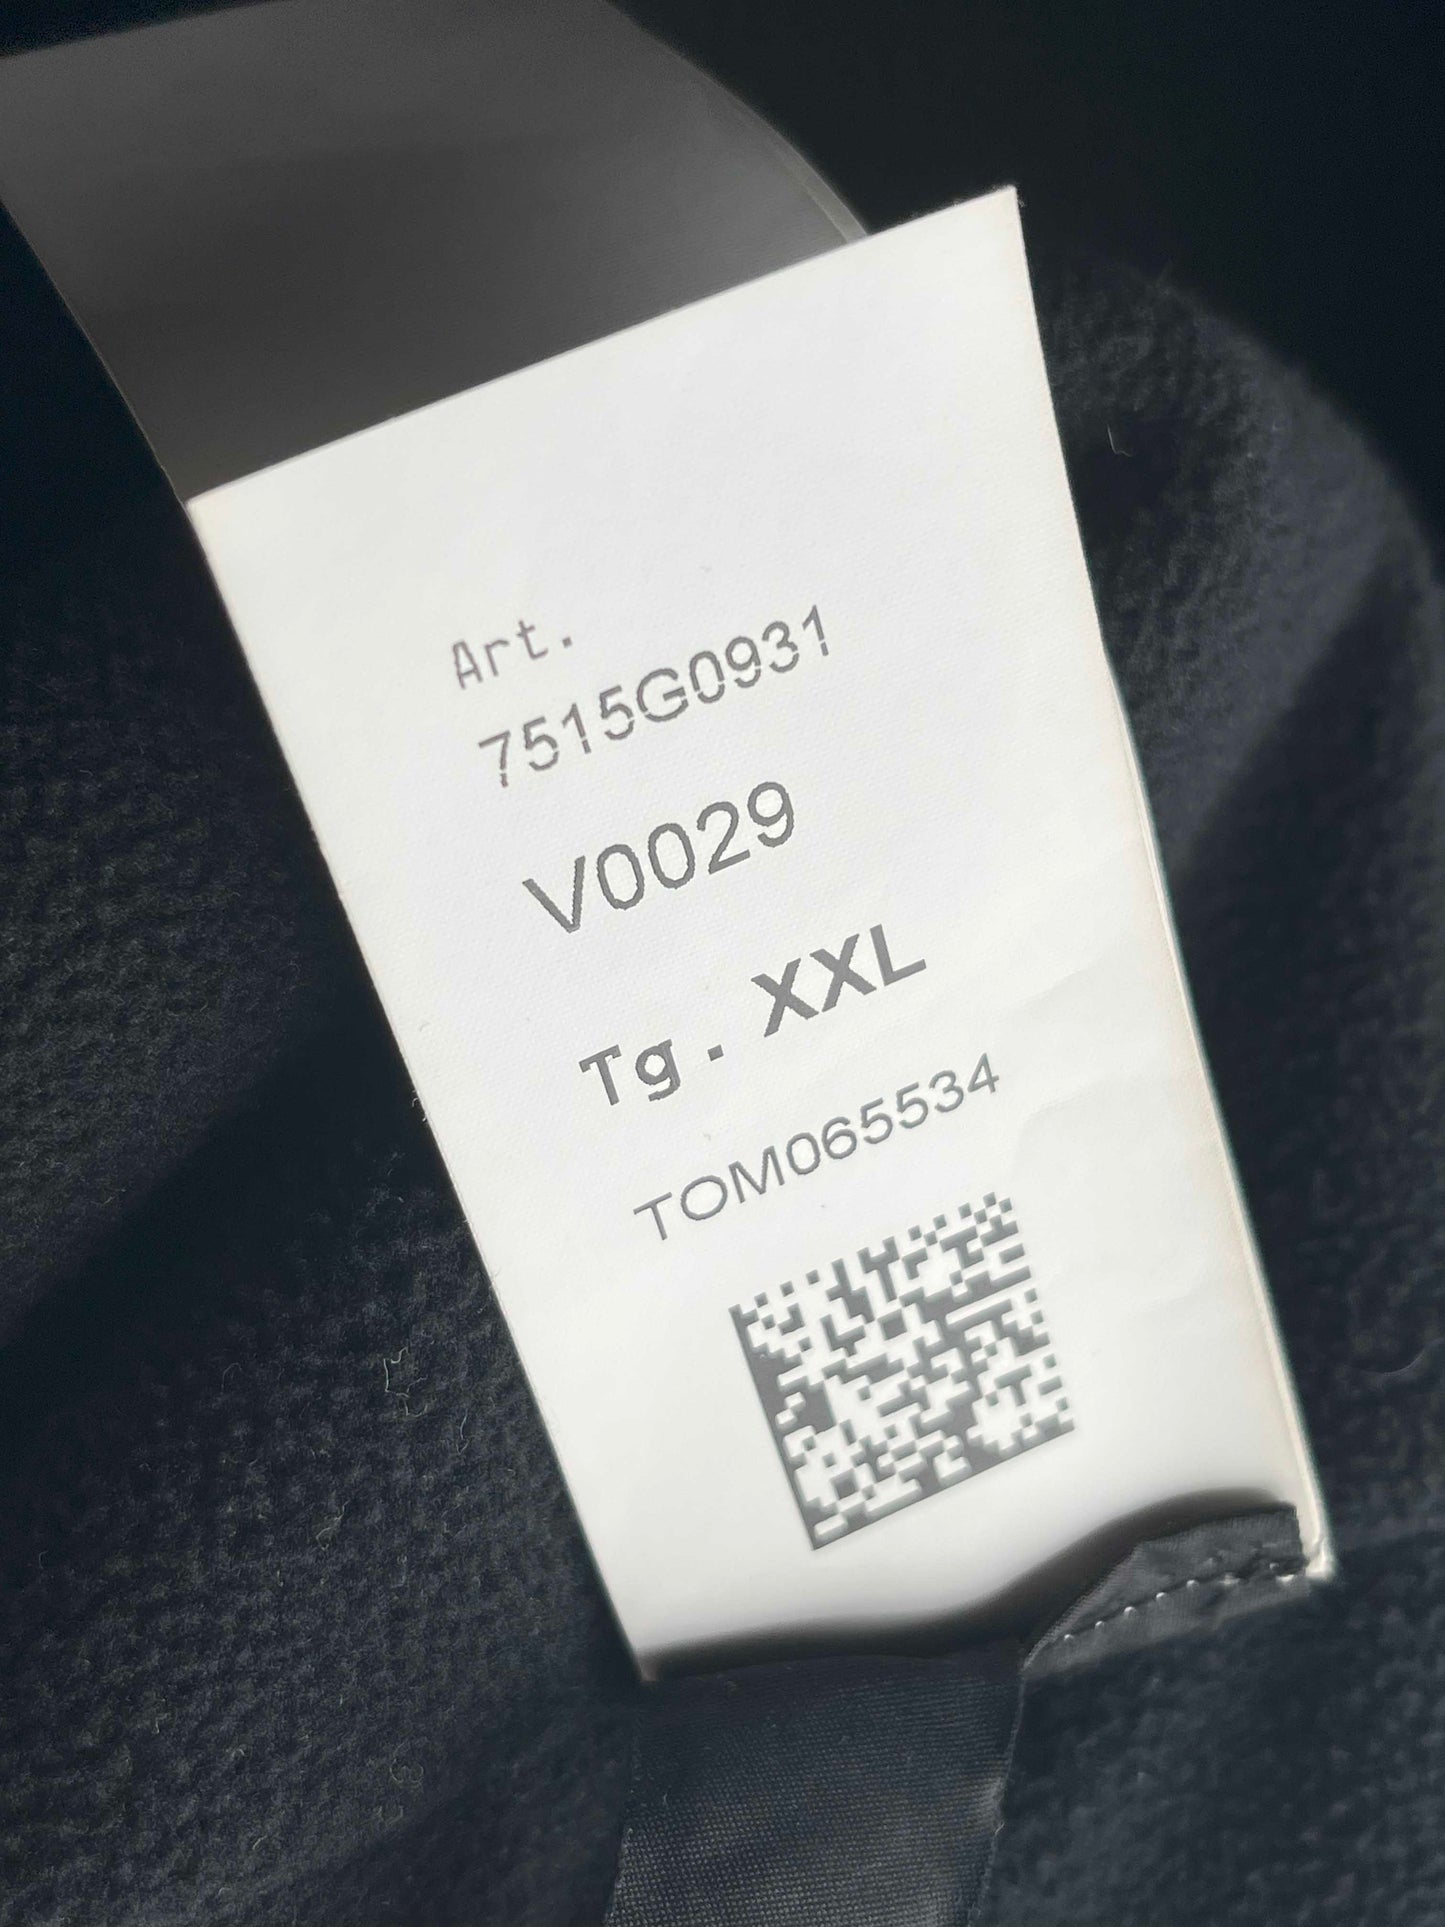 Art.
7515G0931
V0029
Tg. XXL
TOM065534